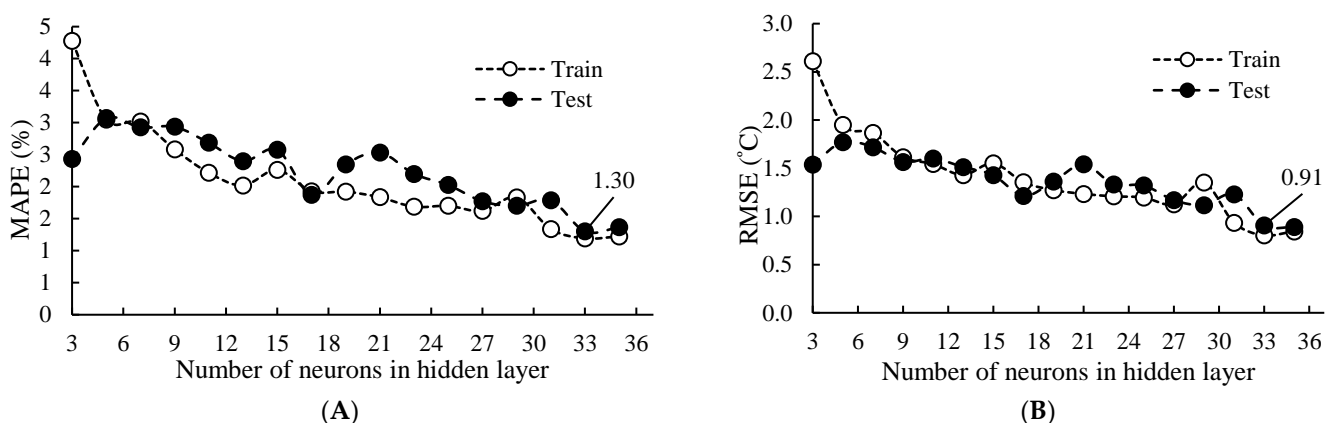 5
4
4
3
3
2
2
1
1
0
MAPE (%)
Train
Test
1.30
3 6 9 12 15 18 21 24 27 30 33 36
Number of neurons in hidden layer
(A)
3.0
2.5
2.0
1.5
1.0
0.5
0.0
RMSE (°C)
Train
Test
0.91
3 6 9 12 15 18 21 24 27 30 33 36
Number of neurons in hidden layer
(B)